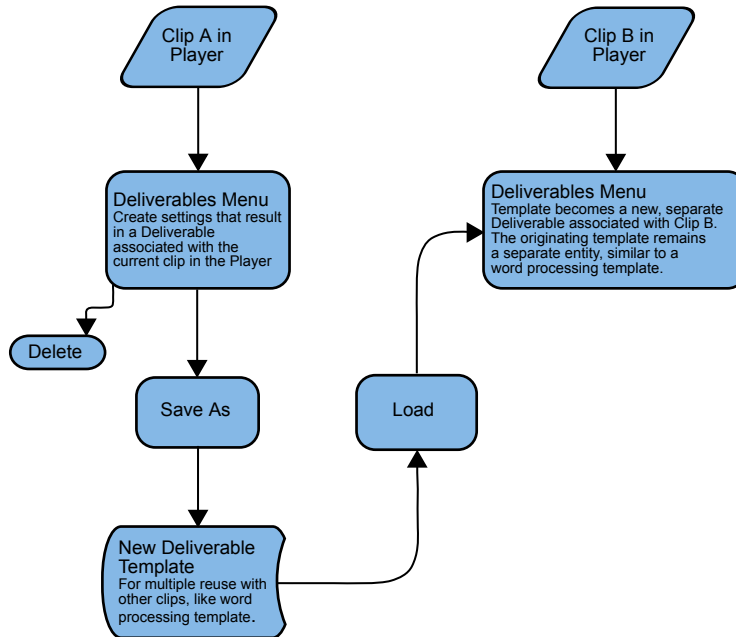 Clip A in
Player
Clip B in
Player
Deliverables Menu
Create settings that result
in a Deliverable
associated with the
current clip in the Player
Deliverables Menu
Template becomes a new, separate
Deliverable associated with Clip B.
The originating template remains
a separate entity, similar to a
word processing template.
Delete
Save As
Load
New Deliverable
Template
For multiple reuse with
other clips, like word
processing template.